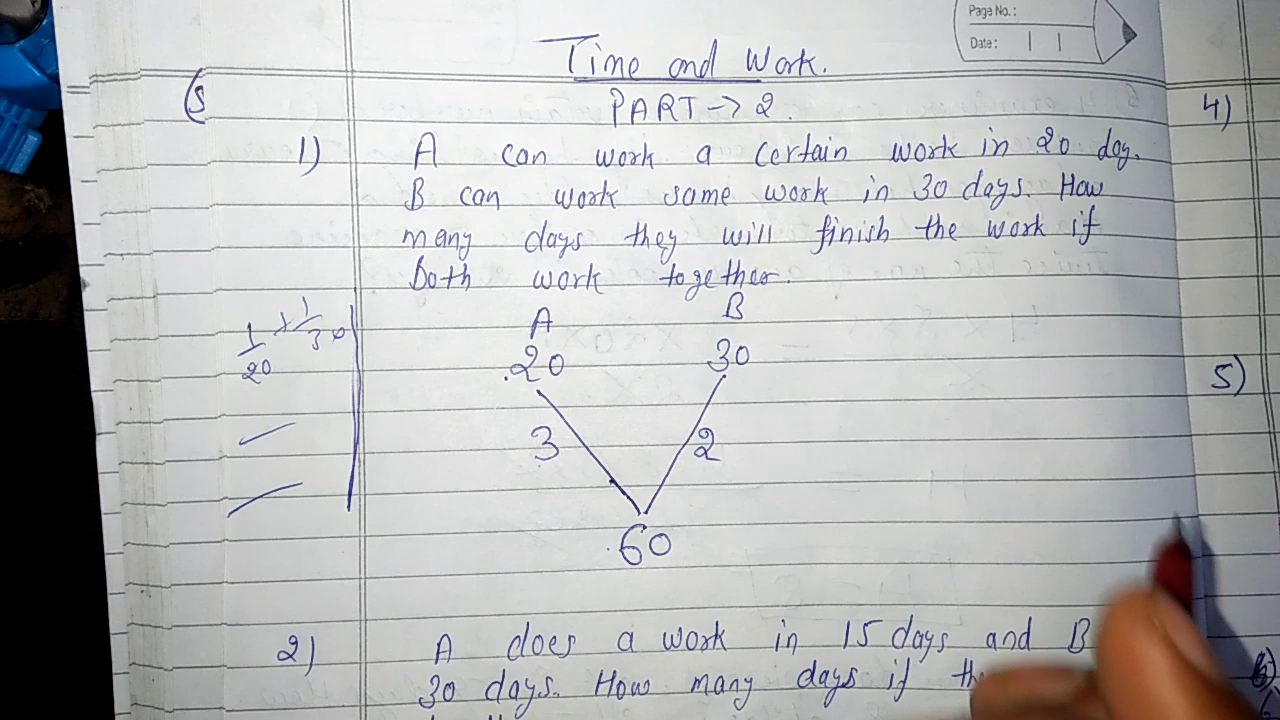 Page No.:
Date:
Time and Work.
PART → 2.
1) A can work a certain work in 20 day.
B can work same work in 30 days. How
many days they will finish the work if
Both work together.
A B
20 30
3 2
60
1/20 + 1/30
2) A does a work in 15 days and B
30 days. How many days if
4)
5)